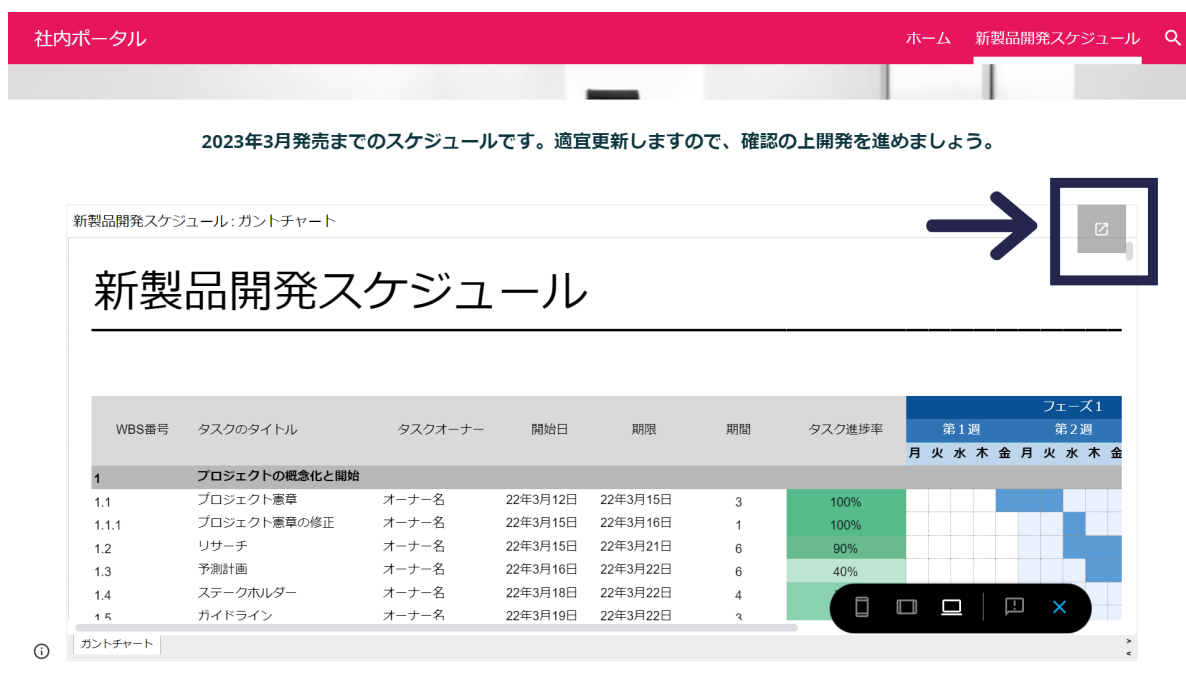 社内ポータル
ホーム 新製品開発スケジュール
2023年3月発売までのスケジュールです。適宜更新しますので、確認の上開発を進めましょう。
新製品開発スケジュール : ガントチャート
新製品開発スケジュール
フェーズ 1
WBS番号 タスクのタイトル タスクオーナー 開始日 期限 期間 タスク進捗率 第 1 週 第 2 週
月 火 水 木 金 月 火 水 木 金
1 プロジェクトの概念化と開始
1.1 プロジェクト憲章 オーナー名 22年3月12日 22年3月15日 3 100%
1.1.1 プロジェクト憲章の修正 オーナー名 22年3月15日 22年3月16日 1 100%
1.2 リサーチ オーナー名 22年3月15日 22年3月21日 6 90%
1.3 予測計画 オーナー名 22年3月16日 22年3月22日 6 40%
1.4 ステークホルダー オーナー名 22年3月18日 22年3月22日 4
1.5 ガイドライン オーナー名 22年3月19日 22年3月22日 3
ガントチャート